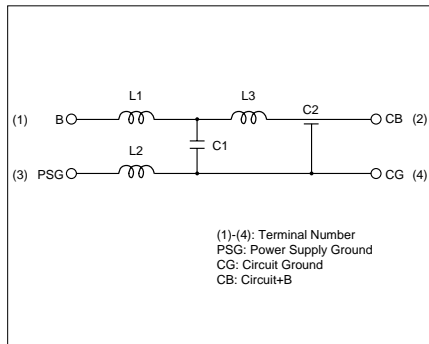 L1 L3 C2
(1) B CB (2)
C1
L2
(3) PSG CG (4)
(1)-(4): Terminal Number
PSG: Power Supply Ground
CG: Circuit Ground
CB: Circuit+B